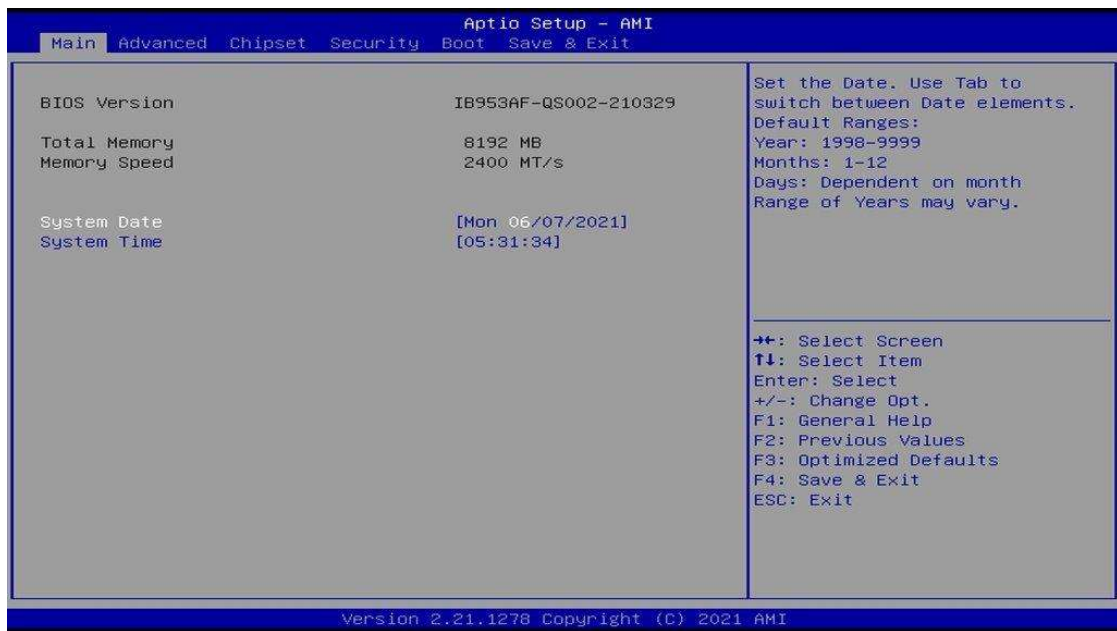 Aptio Setup – AMI
Main Advanced Chipset Security Boot Save & Exit
BIOS Version IB953AF-QS002-210329
Total Memory 8192 MB
Memory Speed 2400 MT/s
System Date [Mon 06/07/2021]
System Time [05:31:34]
Set the Date. Use Tab to
switch between Date elements.
Default Ranges:
Year: 1998-9999
Months: 1-12
Days: Dependent on month
Range of Years may vary.
→←: Select Screen
↑↓: Select Item
Enter: Select
+/-: Change Opt.
F1: General Help
F2: Previous Values
F3: Optimized Defaults
F4: Save & Exit
ESC: Exit
Version 2.21.1278 Copyright (C) 2021 AMI